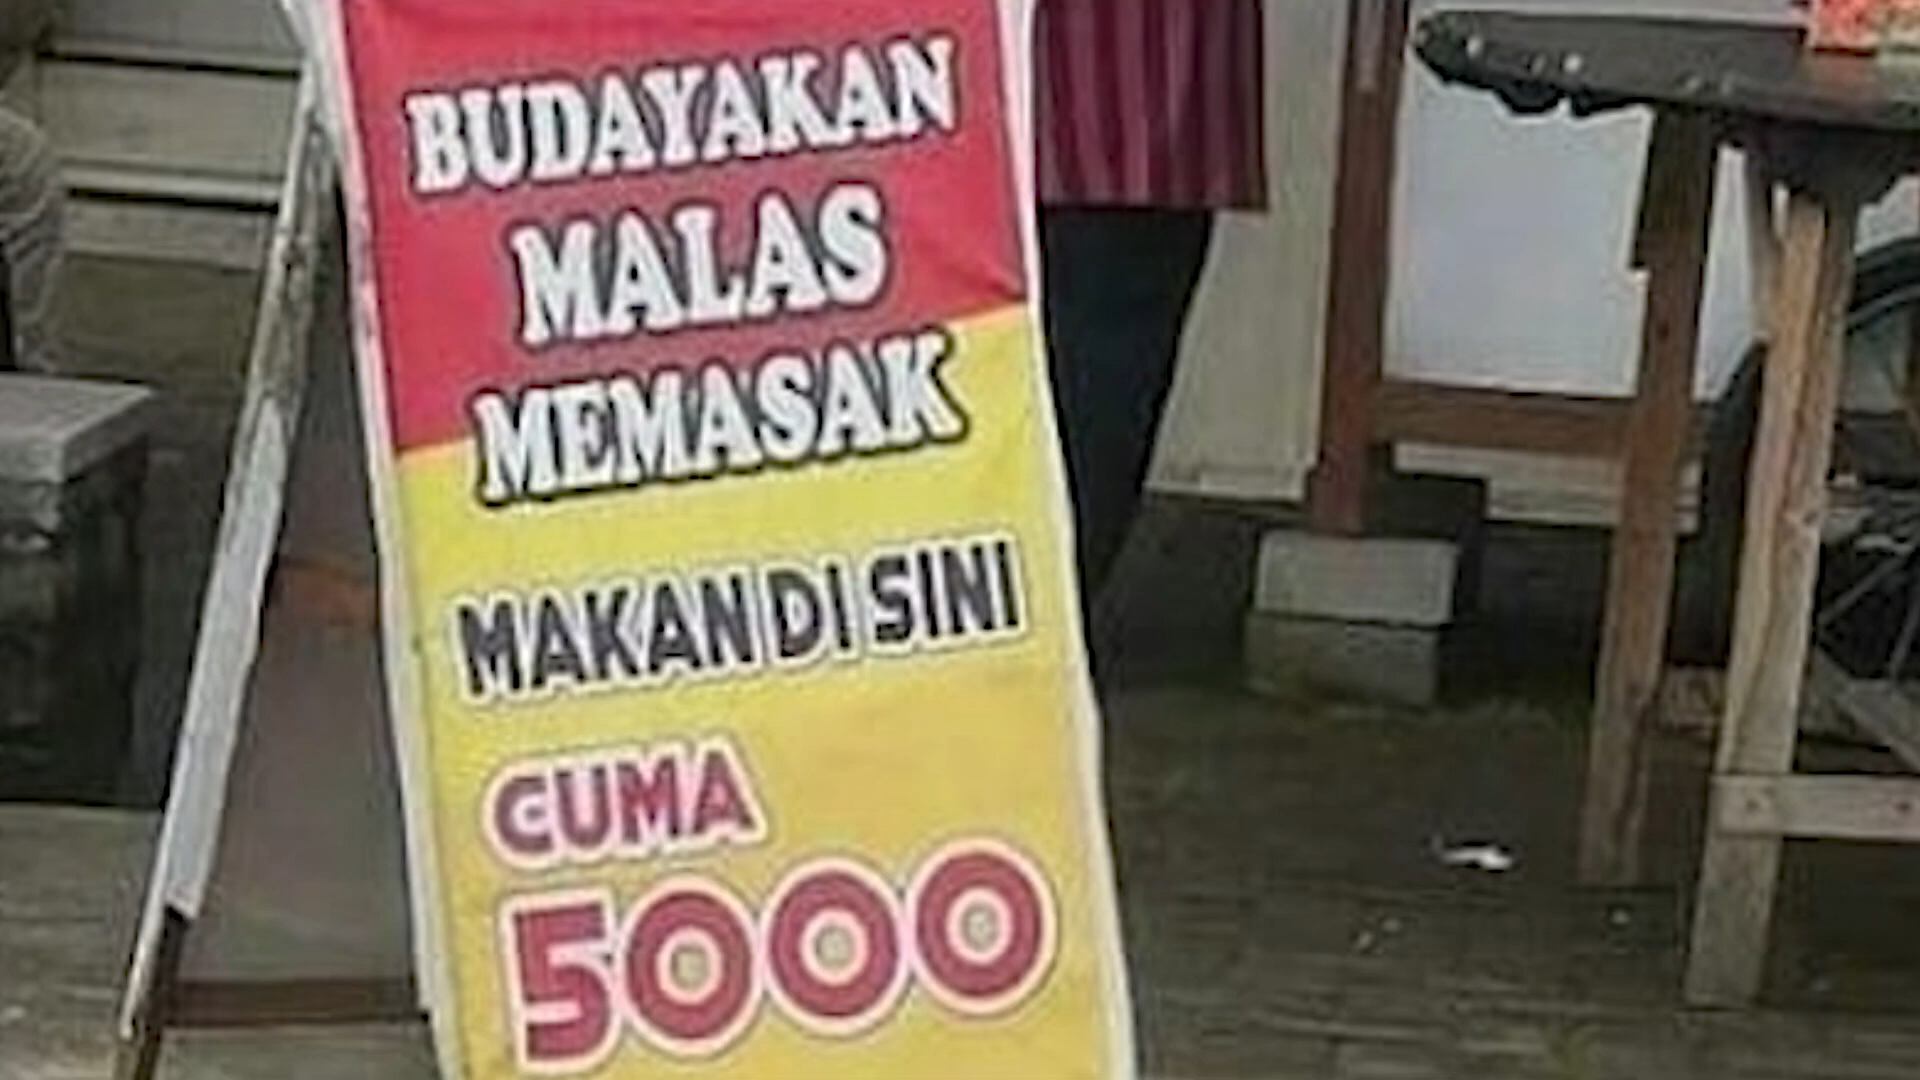 BUDAYAKAN
MALAS
MEMASAK
MAKAN DI SINI
CUMA
5000